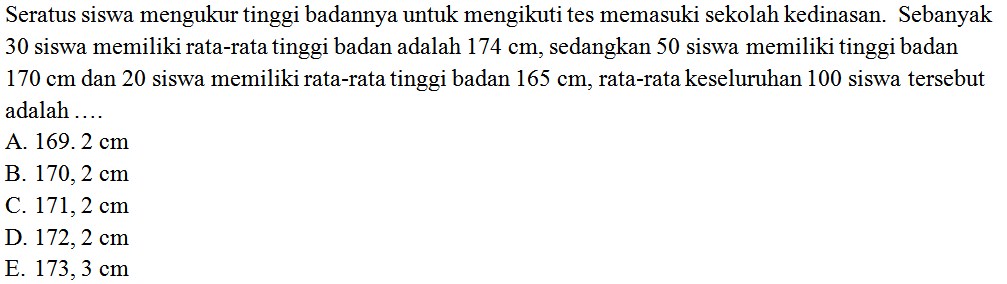 Seratus siswa mengukur tinggi badannya untuk mengikuti tes memasuki sekolah kedinasan. Sebanyak
30 siswa memiliki rata-rata tinggi badan adalah 174 cm, sedangkan 50 siswa memiliki tinggi badan
170 cm dan 20 siswa memiliki rata-rata tinggi badan 165 cm, rata-rata keseluruhan 100 siswa tersebut
adalah ....
A. 169. 2 cm
B. 170, 2 cm
C. 171, 2 cm
D. 172, 2 cm
E. 173, 3 cm